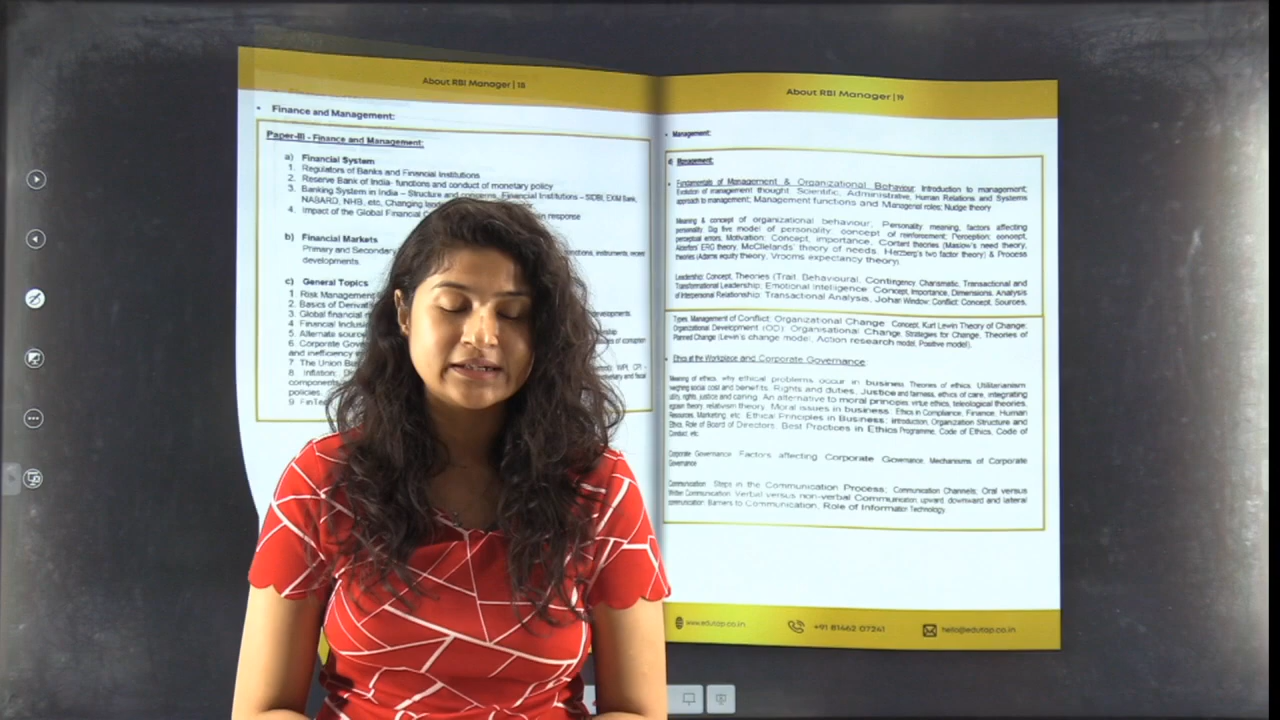 About RBI Manager | 18
• Finance and Management:
Paper-III - Finance and Management:
a) Financial System
1. Regulators of Banks and Financial Institutions
2. Reserve Bank of India- functions and conduct of monetary policy
3. Banking System in India – Structure and concerns, Financial Institutions – SIDBI, EXIM Bank,
NABARD, NHB, etc, Changing
4. Impact of the Global Financial response
b) Financial Markets
Primary and Secondary functions, instruments, recent
developments.
c) General Topics
1 Risk Management
2 Basics of
3 Global financial developments.
4 Financial
5 Alternate
6 Corporate of corruption
and inefficiency
7 The Union
8 Inflation: WPI, CPI -
components monetary and fiscal
policies.
9
About RBI Manager | 19
• Management:
d) Management:
• Fundamentals of Management & Organizational Behaviour: Introduction to management;
Evolution of management thought: Scientific, Administrative, Human Relations and Systems
approach to management; Management functions and Managerial roles; Nudge theory
Meaning & concept of organizational behaviour; Personality: meaning, factors affecting
personality, Big five model of personality; concept of reinforcement; Perception: concept,
perceptual errors. Motivation: Concept, importance, Content theories (Maslow's need theory,
Alderfers' ERG theory, McCllelands' theory of needs, Herzberg's two factor theory) & Process
theories (Adams equity theory, Vrooms expectancy theory).
Leadership: Concept, Theories (Trait, Behavioural, Contingency, Charismatic, Transactional and
Transformational Leadership; Emotional Intelligence: Concept, Importance, Dimensions. Analysis
of Interpersonal Relationship: Transactional Analysis, Johar Window; Conflict: Concept, Sources,
Types, Management of Conflict; Organizational Change: Concept, Kurt Lewin Theory of Change;
Organizational Development (OD): Organisational Change, Strategies for Change, Theories of
Planned Change (Lewin's change model, Action research model, Positive model).
• Ethics at the Workplace and Corporate Governance:
Meaning of ethics, why ethical problems occur in business. Theories of ethics: Utilitarianism:
weighing social cost and benefits, Rights and duties, Justice and fairness, ethics of care, integrating
utility, rights, justice and caring, An alternative to moral principles: virtue ethics, teleological theories,
egoism theory, relativism theory, Moral issues in business: Ethics in Compliance, Finance, Human
Resources, Marketing, etc. Ethical Principles in Business: introduction, Organization Structure and
Ethics, Role of Board of Directors, Best Practices in Ethics Programme, Code of Ethics, Code of
Conduct, etc.
Corporate Governance: Factors affecting Corporate Governance; Mechanisms of Corporate
Governance
Communication: Steps in the Communication Process; Communication Channels; Oral versus
Written Communication; Verbal versus non-verbal Communication; upward, downward and lateral
communication; Barriers to Communication, Role of Information Technology.
www.edutap.co.in +91 81462 07241 hello@edutap.co.in